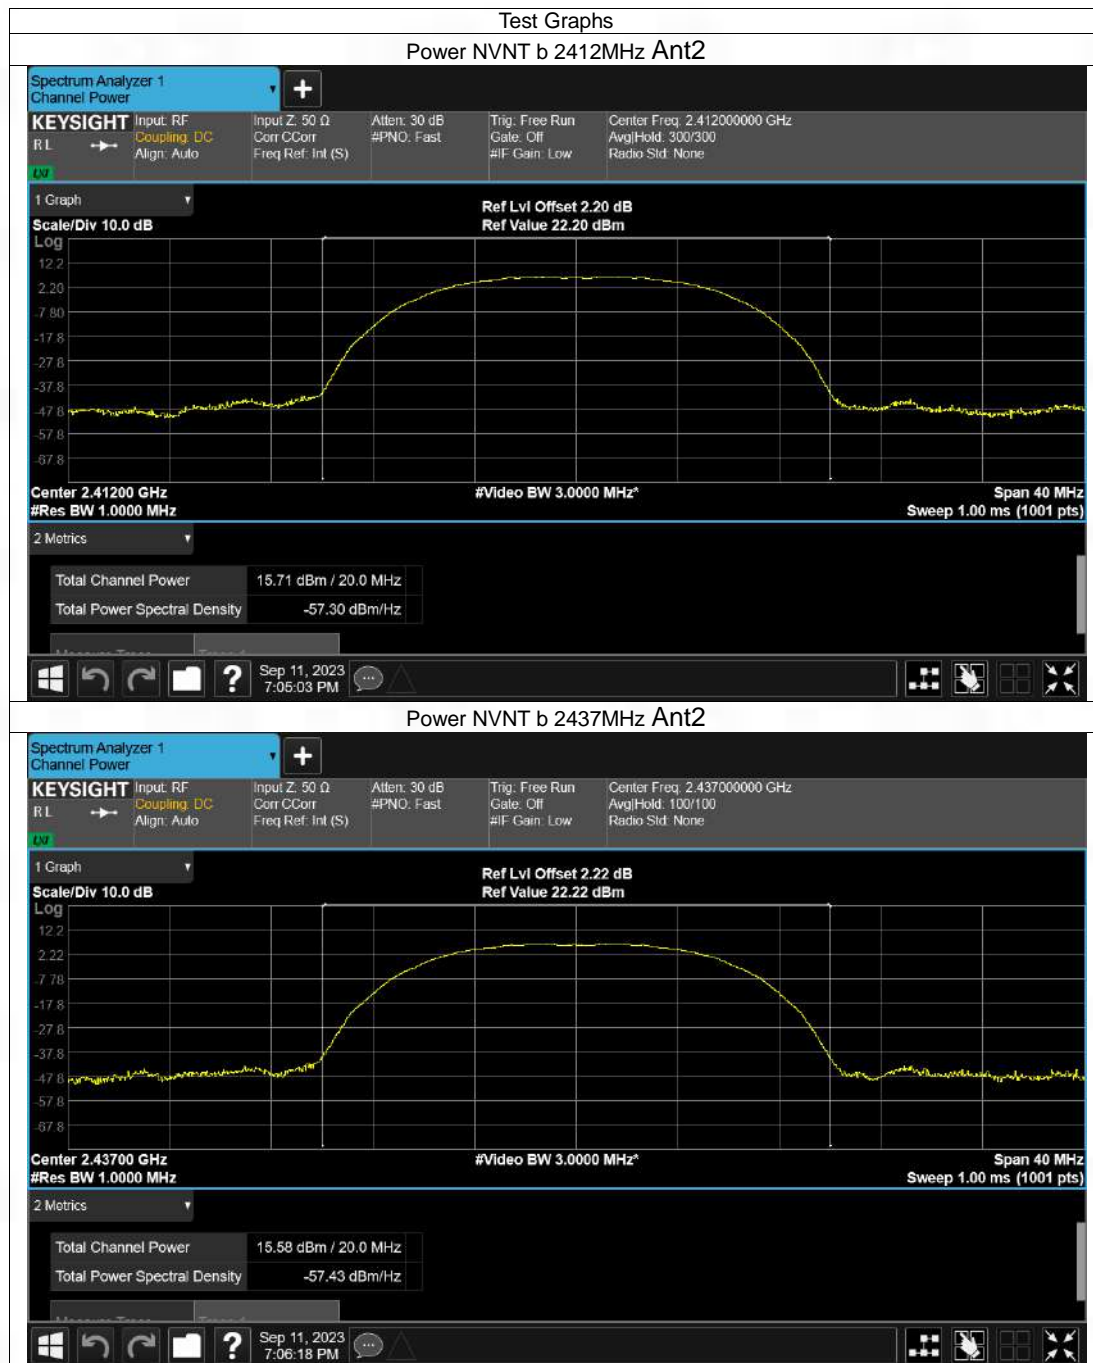 Test Graphs
Power NVNT b 2412MHz Ant2
Spectrum Analyzer 1
Channel Power
KEYSIGHT Input: RF Input Z: 50 Ω Atten: 30 dB Trig: Free Run Center Freq: 2.412000000 GHz
R L Coupling: DC Corr CCorr #PNO: Fast Gate: Off Avg|Hold: 300/300
Align: Auto Freq Ref: Int (S) #IF Gain: Low Radio Std: None
LXI
1 Graph
Ref Lvl Offset 2.20 dB
Scale/Div 10.0 dB Ref Value 22.20 dBm
Log
12.2
2.20
-7.80
-17.8
-27.8
-37.8
-47.8
-57.8
-67.8
Center 2.41200 GHz #Video BW 3.0000 MHz* Span 40 MHz
#Res BW 1.0000 MHz Sweep 1.00 ms (1001 pts)
2 Metrics
Total Channel Power 15.71 dBm / 20.0 MHz
Total Power Spectral Density -57.30 dBm/Hz
Sep 11, 2023
7:05:03 PM
Power NVNT b 2437MHz Ant2
Spectrum Analyzer 1
Channel Power
KEYSIGHT Input: RF Input Z: 50 Ω Atten: 30 dB Trig: Free Run Center Freq: 2.437000000 GHz
R L Coupling: DC Corr CCorr #PNO: Fast Gate: Off Avg|Hold: 100/100
Align: Auto Freq Ref: Int (S) #IF Gain: Low Radio Std: None
LXI
1 Graph
Ref Lvl Offset 2.22 dB
Scale/Div 10.0 dB Ref Value 22.22 dBm
Log
12.2
2.22
-7.78
-17.8
-27.8
-37.8
-47.8
-57.8
-67.8
Center 2.43700 GHz #Video BW 3.0000 MHz* Span 40 MHz
#Res BW 1.0000 MHz Sweep 1.00 ms (1001 pts)
2 Metrics
Total Channel Power 15.58 dBm / 20.0 MHz
Total Power Spectral Density -57.43 dBm/Hz
Sep 11, 2023
7:06:18 PM